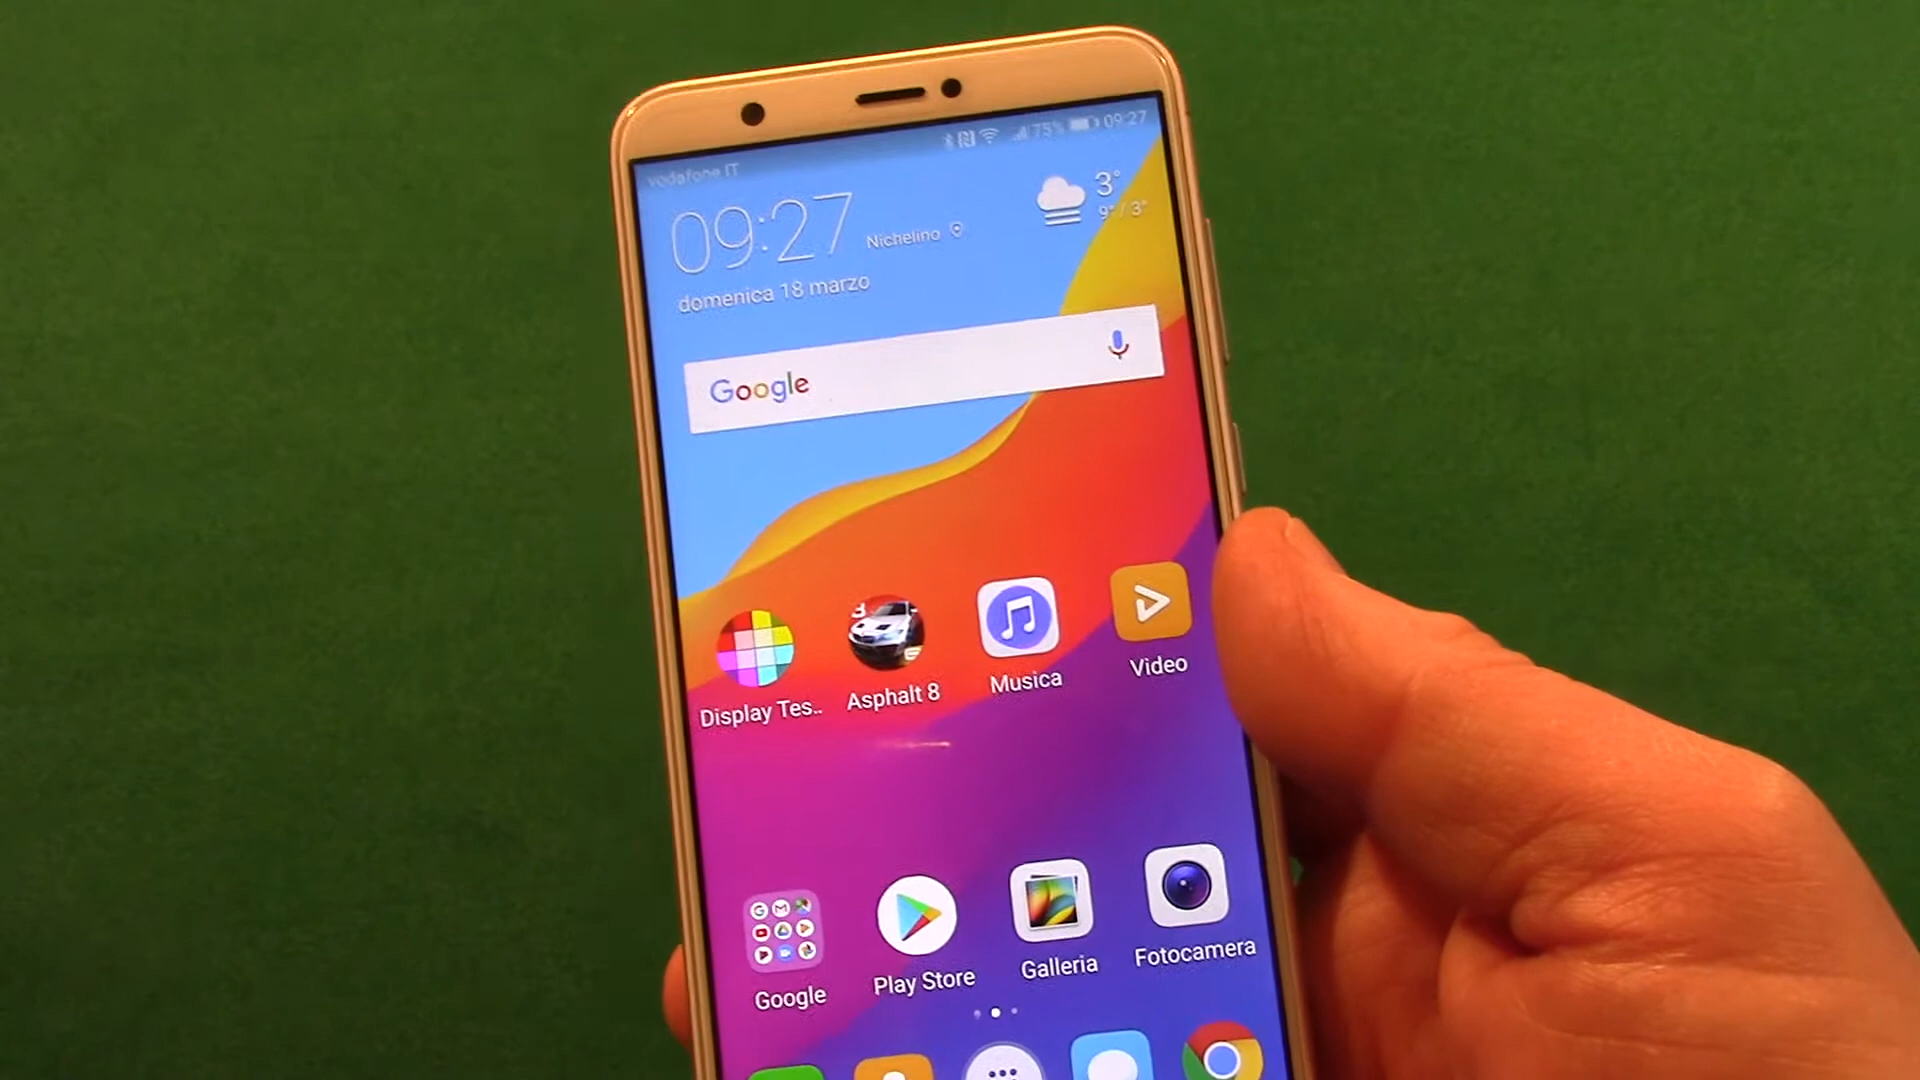 vodafone IT
75% 09:27
09:27
Nichelino
3°
9° / 3°
domenica 18 marzo
Google
Display Tes..
Asphalt 8
Musica
Video
Google
Play Store
Galleria
Fotocamera